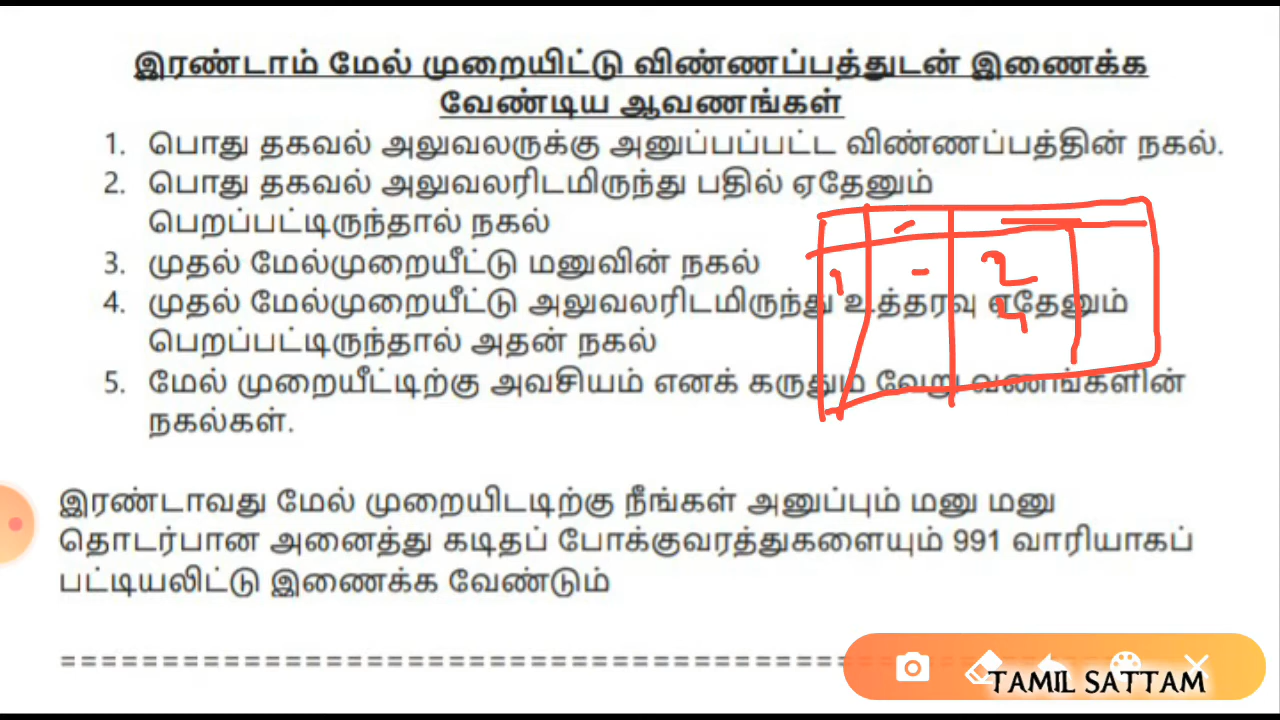 இரண்டாம் மேல் முறையிட்டு விண்ணப்பத்துடன் இணைக்க
வேண்டிய ஆவணங்கள்
1. பொது தகவல் அலுவலருக்கு அனுப்பப்பட்ட விண்ணப்பத்தின் நகல்.
2. பொது தகவல் அலுவலரிடமிருந்து பதில் ஏதேனும்
பெறப்பட்டிருந்தால் நகல்
3. முதல் மேல்முறையீட்டு மனுவின் நகல்
4. முதல் மேல்முறையீட்டு அலுவலரிடமிருந்து உத்தரவு ஏதேனும்
பெறப்பட்டிருந்தால் அதன் நகல்
5. மேல் முறையீட்டிற்கு அவசியம் எனக் கருதும் வேறு வணங்களின்
நகல்கள்.
1 2
4
இரண்டாவது மேல் முறையிடடிற்கு நீங்கள் அனுப்பும் மனு மனு
தொடர்பான அனைத்து கடிதப் போக்குவரத்துகளையும் 991 வாரியாகப்
பட்டியலிட்டு இணைக்க வேண்டும்
TAMIL SATTAM